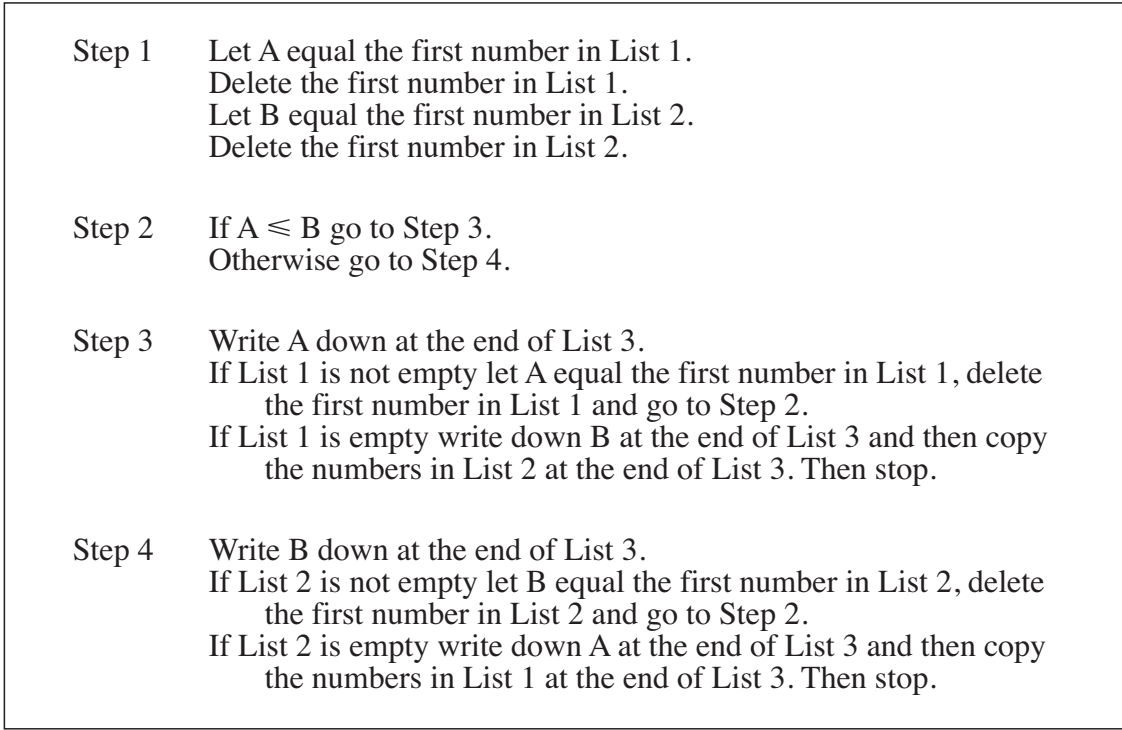 Step 1 Let A equal the first number in List 1.
Delete the first number in List 1.
Let B equal the first number in List 2.
Delete the first number in List 2.
Step 2 If A ⩽ B go to Step 3.
Otherwise go to Step 4.
Step 3 Write A down at the end of List 3.
If List 1 is not empty let A equal the first number in List 1, delete
the first number in List 1 and go to Step 2.
If List 1 is empty write down B at the end of List 3 and then copy
the numbers in List 2 at the end of List 3. Then stop.
Step 4 Write B down at the end of List 3.
If List 2 is not empty let B equal the first number in List 2, delete
the first number in List 2 and go to Step 2.
If List 2 is empty write down A at the end of List 3 and then copy
the numbers in List 1 at the end of List 3. Then stop.